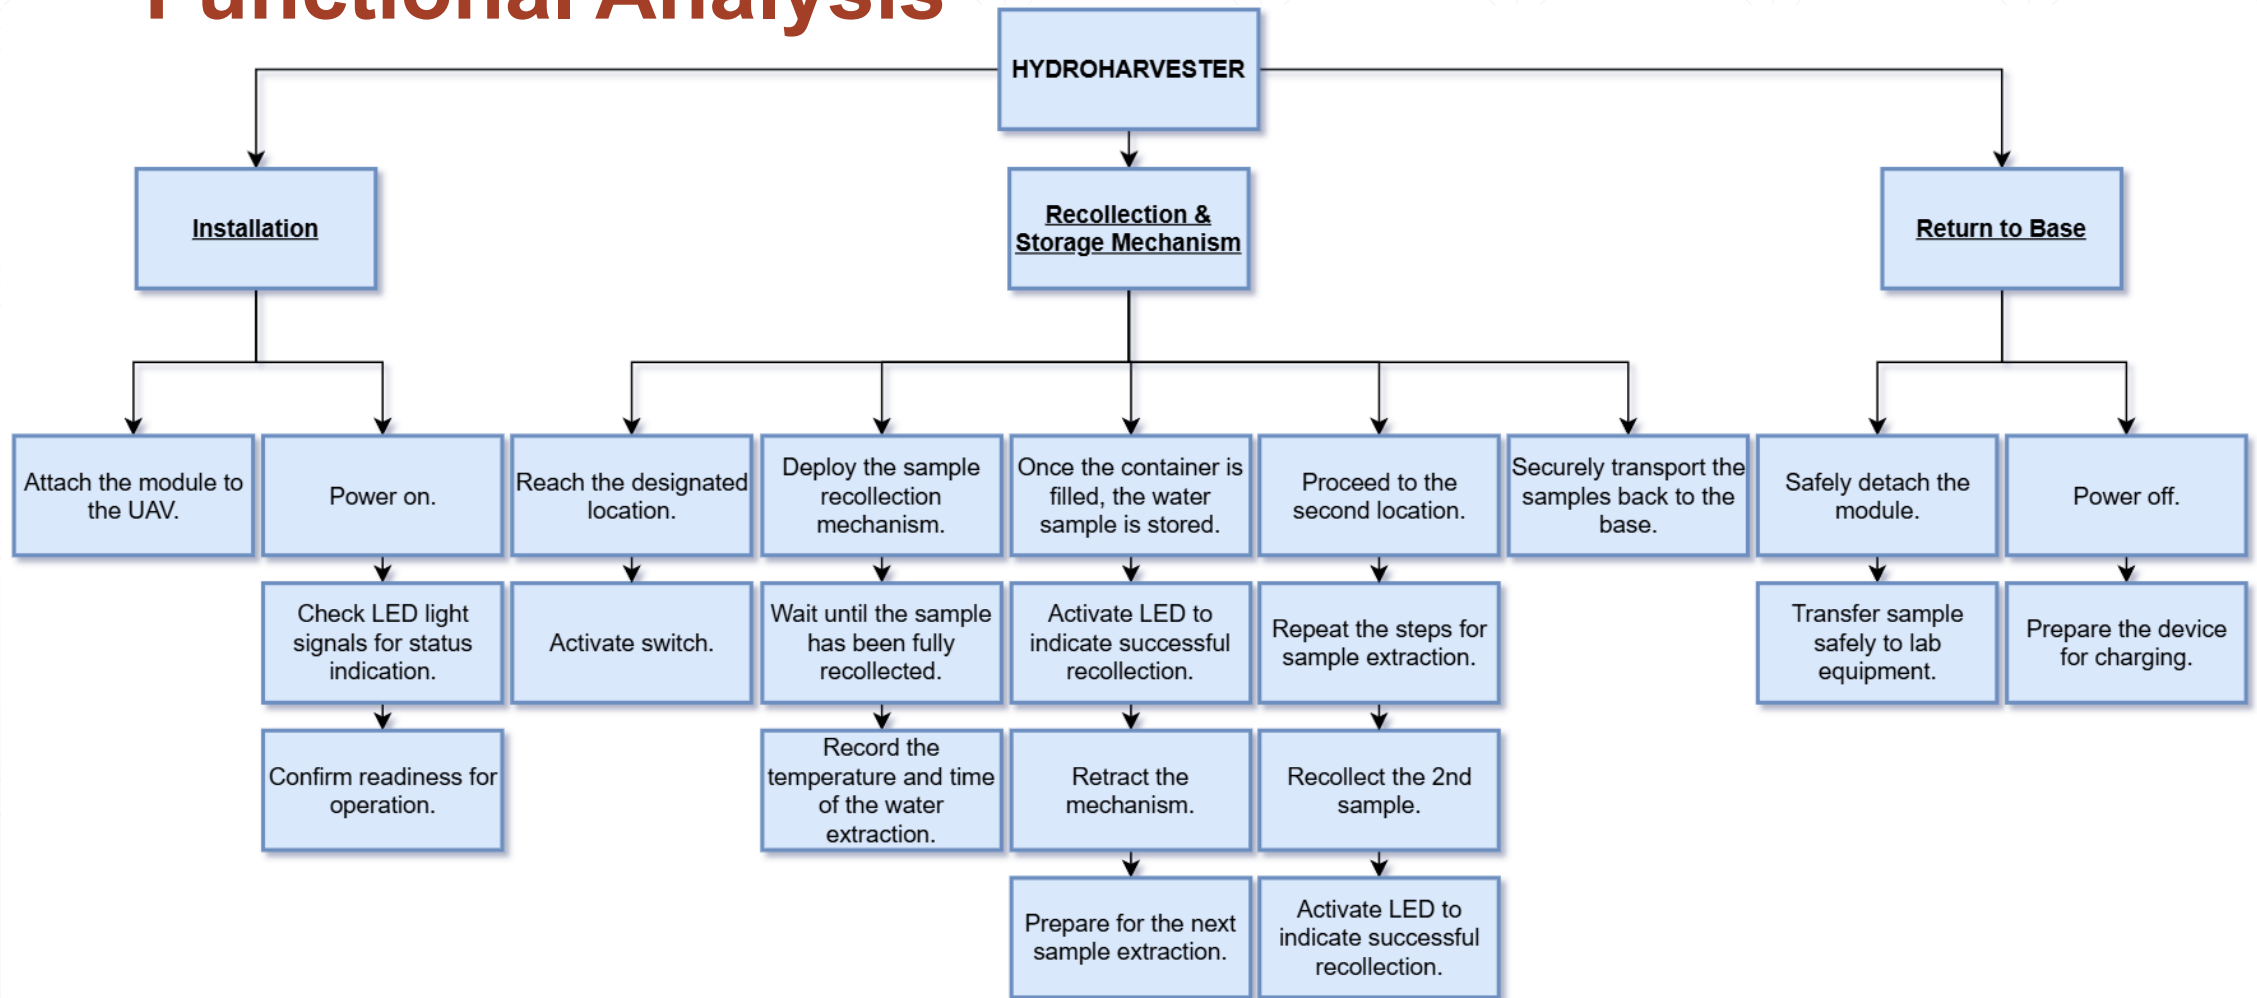 Functional Analysis
HYDROHARVESTER
Installation
Recollection &
Storage Mechanism
Return to Base
Attach the module to
the UAV.
Power on.
Reach the designated
location.
Deploy the sample
recollection
mechanism.
Once the container is
filled, the water
sample is stored.
Proceed to the
second location.
Securely transport the
samples back to the
base.
Safely detach the
module.
Power off.
Check LED light
signals for status
indication.
Activate switch.
Wait until the sample
has been fully
recollected.
Activate LED to
indicate successful
recollection.
Repeat the steps for
sample extraction.
Transfer sample
safely to lab
equipment.
Prepare the device
for charging.
Confirm readiness for
operation.
Record the
temperature and time
of the water
extraction.
Retract the
mechanism.
Recollect the 2nd
sample.
Prepare for the next
sample extraction.
Activate LED to
indicate successful
recollection.